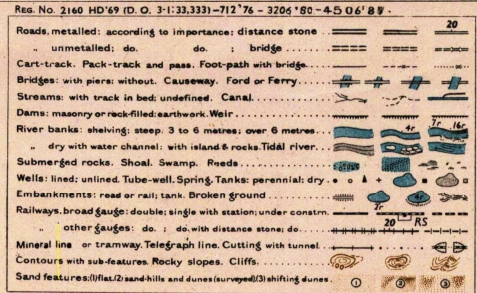 REG. NO. 2160 HD'69 (D. O. 3-1:33,333)-712'76 - 3206'80-4506'87.
20
Roads, metalled: according to importance: distance stone
„ unmetalled; do. do. ; bridge
Cart-track. Pack-track and pass. Foot-path with bridge.
Bridges: with piers: without. Causeway. Ford or Ferry
Streams: with track in bed: undefined. Canal
Dams: masonry or rock-filled: earthwork. Weir
River banks: shelving: steep. 3 to 6 metres: over 6 metres 4r 7r 16r
„ dry with water channel: with island & rocks. Tidal river
Submerged rocks. Shoal. Swamp. Reeds
Wells: lined; unlined. Tube-well. Spring. Tanks: perennial; dry
Embankments: road or rail; tank. Broken ground 2r 4r
Railways, broad gauge: double; single with station; under constrn.
20 RS
„ other gauges: do. ; do. with distance stone; do
Mineral line or tramway. Telegraph line. Cutting with tunnel
Contours with sub-features. Rocky slopes. Cliffs
Sand features: (1) flat. (2) sand-hills and dunes (surveyed) (3) shifting dunes. 1 2 3